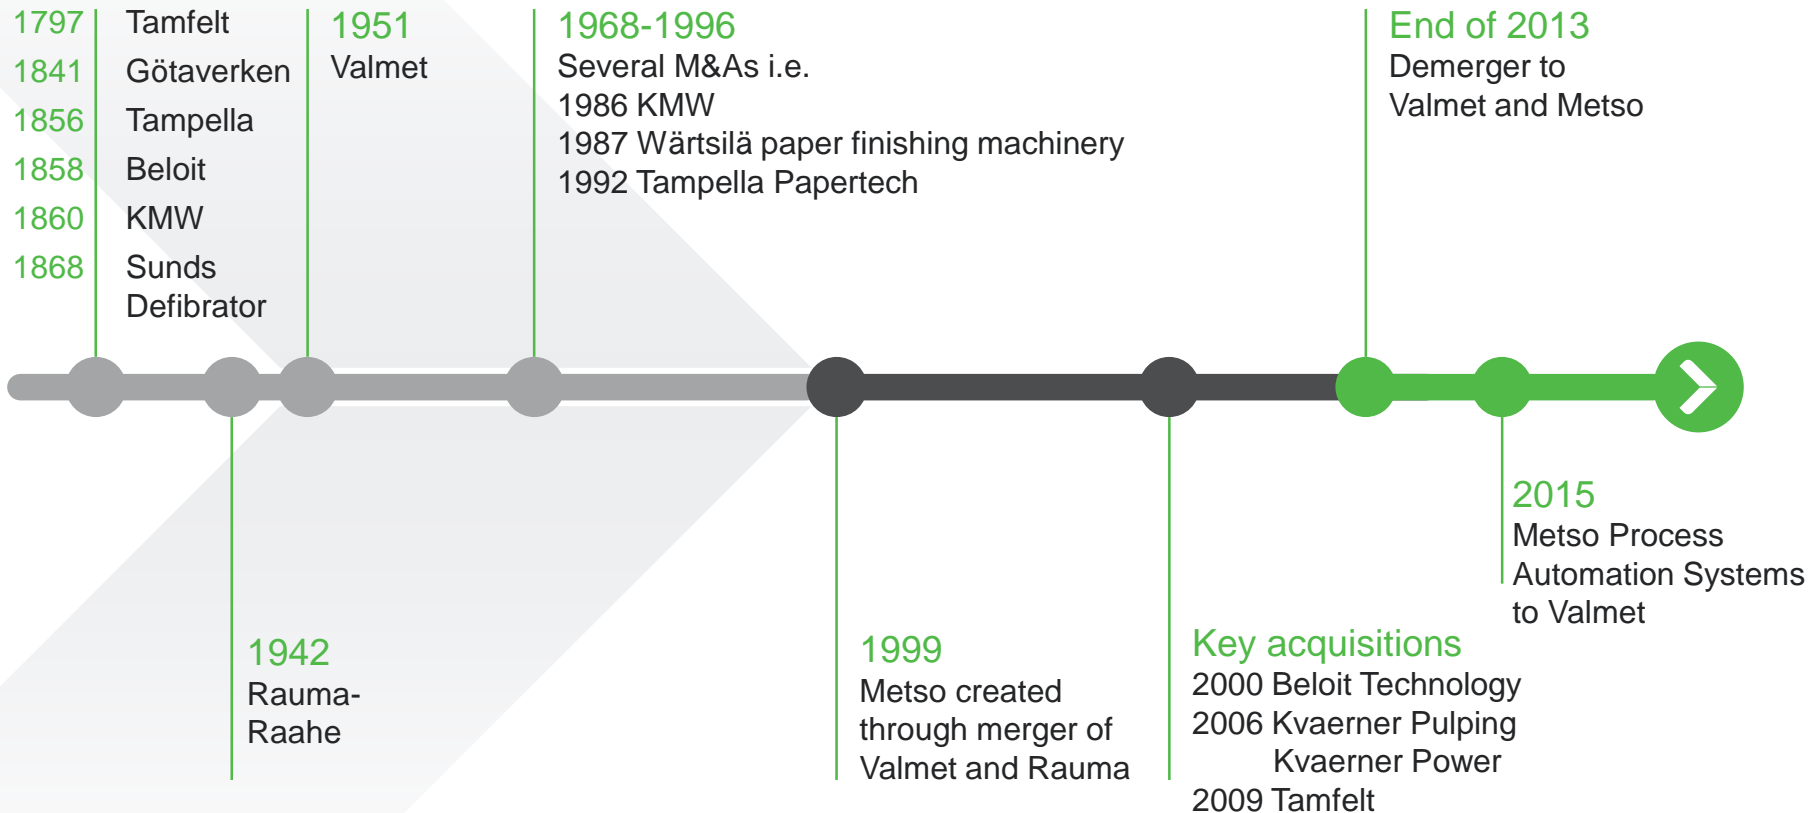 1797 Tamfelt
1841 Götaverken
1856 Tampella
1858 Beloit
1860 KMW
1868 Sunds
Defibrator
1951
Valmet
1968-1996
Several M&As i.e.
1986 KMW
1987 Wärtsilä paper finishing machinery
1992 Tampella Papertech
End of 2013
Demerger to
Valmet and Metso
1942
Rauma-
Raahe
1999
Metso created
through merger of
Valmet and Rauma
Key acquisitions
2000 Beloit Technology
2006 Kvaerner Pulping
Kvaerner Power
2009 Tamfelt
2015
Metso Process
Automation Systems
to Valmet